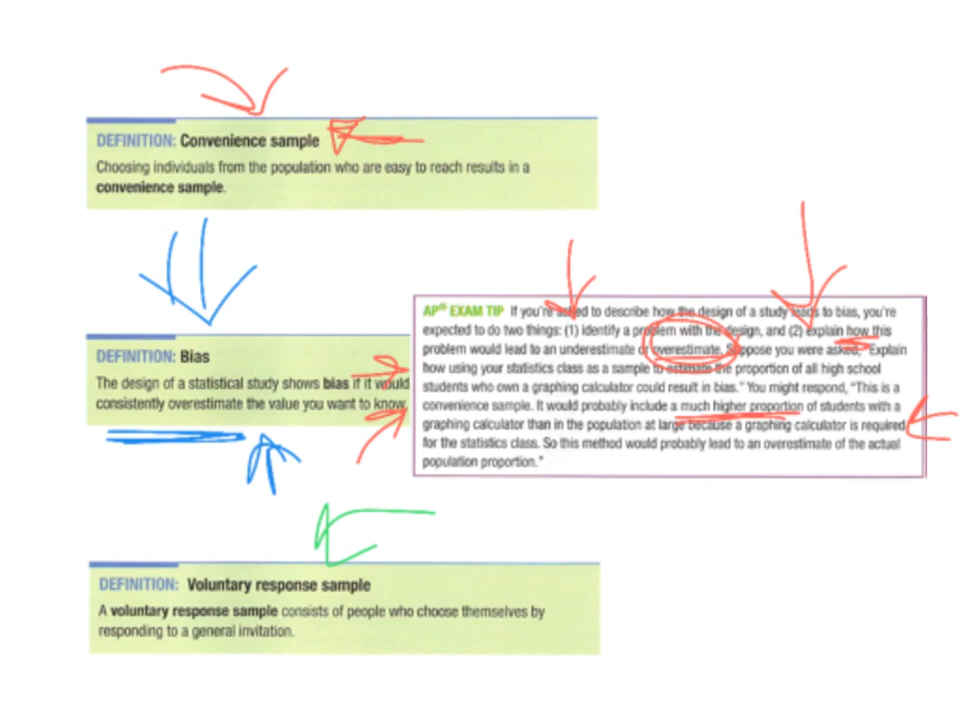 DEFINITION: Convenience sample
Choosing individuals from the population who are easy to reach results in a
convenience sample.
DEFINITION: Bias
The design of a statistical study shows bias if it would
consistently overestimate the value you want to know.
AP® EXAM TIP If you're asked to describe how the design of a study leads to bias, you're
expected to do two things: (1) identify a problem with the design, and (2) explain how this
problem would lead to an underestimate or overestimate. Suppose you were asked, "Explain
how using your statistics class as a sample to estimate the proportion of all high school
students who own a graphing calculator could result in bias." You might respond, "This is a
convenience sample. It would probably include a much higher proportion of students with a
graphing calculator than in the population at large because a graphing calculator is required
for the statistics class. So this method would probably lead to an overestimate of the actual
population proportion."
DEFINITION: Voluntary response sample
A voluntary response sample consists of people who choose themselves by
responding to a general invitation.